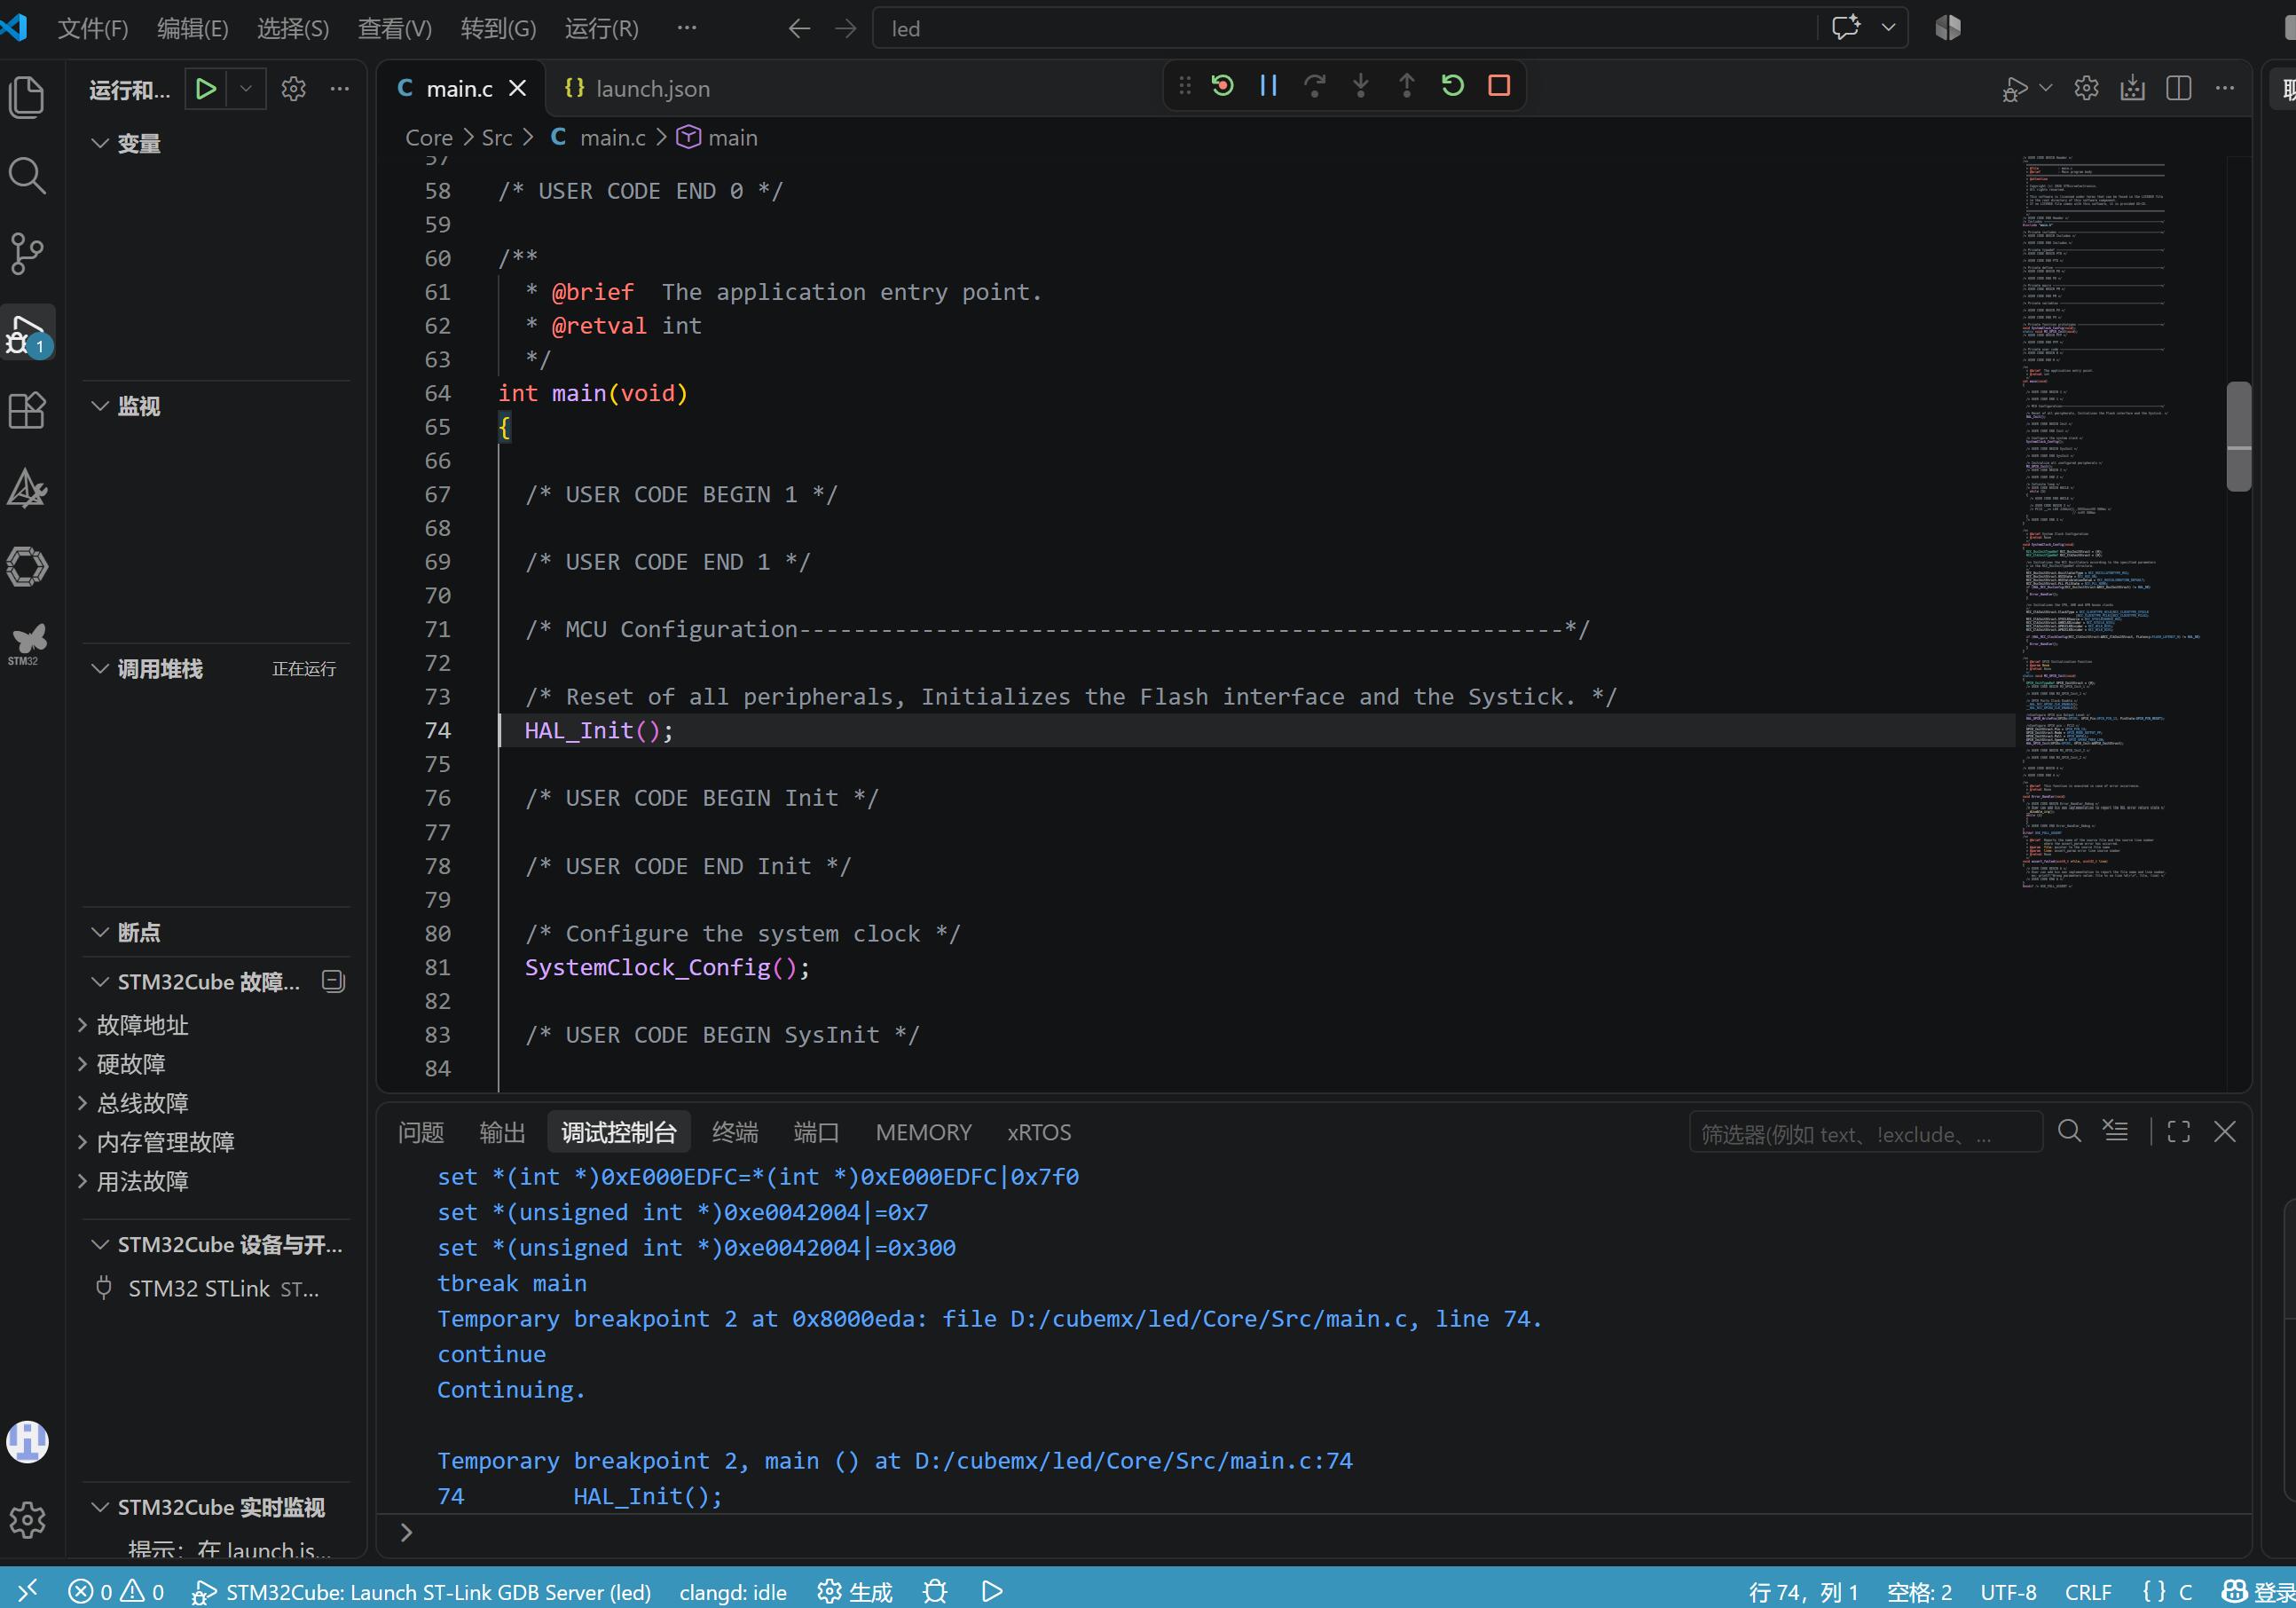 文件(F) 编辑(E) 选择(S) 查看(V) 转到(G) 运行(R) ··· led
运行和... ···
main.c launch.json ···
Core > Src > C main.c > main
变量
监视
调用堆栈 正在运行
断点
STM32Cube 故障...
故障地址
硬故障
总线故障
内存管理故障
用法故障
STM32Cube 设备与开...
STM32 STLink ST...
STM32Cube 实时监视
提示：在 launch.js...
1
STM32
57
58 /* USER CODE END 0 */
59
60 /**
61 * @brief  The application entry point.
62 * @retval int
63 */
64 int main(void)
65 {
66
67 /* USER CODE BEGIN 1 */
68
69 /* USER CODE END 1 */
70
71 /* MCU Configuration--------------------------------------------------------*/
72
73 /* Reset of all peripherals, Initializes the Flash interface and the Systick. */
74 HAL_Init();
75
76 /* USER CODE BEGIN Init */
77
78 /* USER CODE END Init */
79
80 /* Configure the system clock */
81 SystemClock_Config();
82
83 /* USER CODE BEGIN SysInit */
84
问题 输出 调试控制台 终端 端口 MEMORY xRTOS 筛选器(例如 text、!exclude、...
set *(int *)0xE000EDFC=*(int *)0xE000EDFC|0x7f0
set *(unsigned int *)0xe0042004|=0x7
set *(unsigned int *)0xe0042004|=0x300
tbreak main
Temporary breakpoint 2 at 0x8000eda: file D:/cubemx/led/Core/Src/main.c, line 74.
continue
Continuing.
Temporary breakpoint 2, main () at D:/cubemx/led/Core/Src/main.c:74
74 HAL_Init();
0 0 STM32Cube: Launch ST-Link GDB Server (led) clangd: idle 生成 行 74，列 1 空格: 2 UTF-8 CRLF {} C 登录